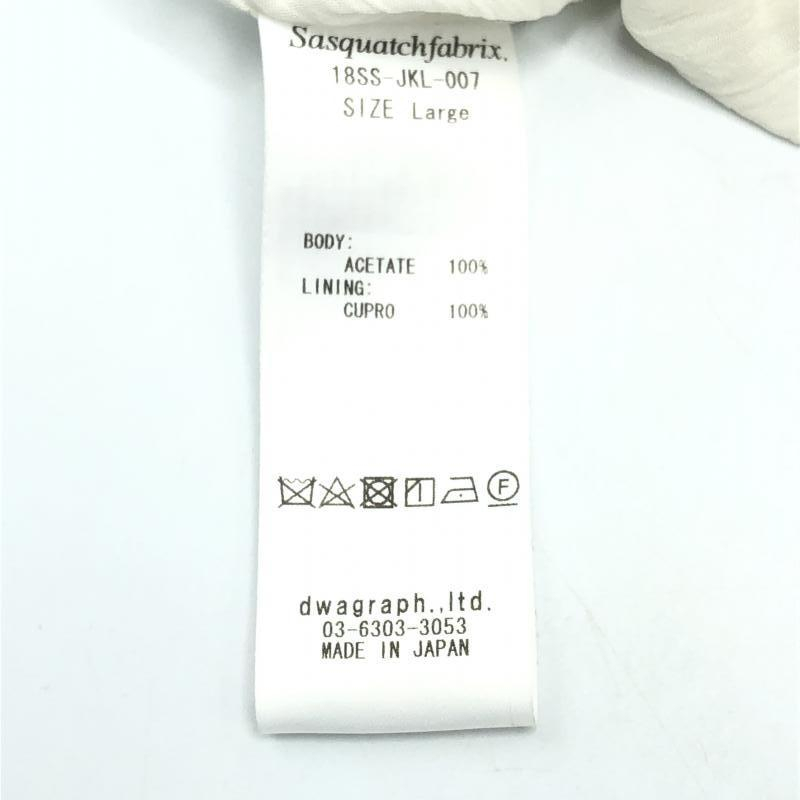 Sasquatchfabrix.
18SS-JKL-007
SIZE Large
BODY:
ACETATE 100%
LINING:
CUPRO 100%
F
dwagraph.,ltd.
03-6303-3053
MADE IN JAPAN